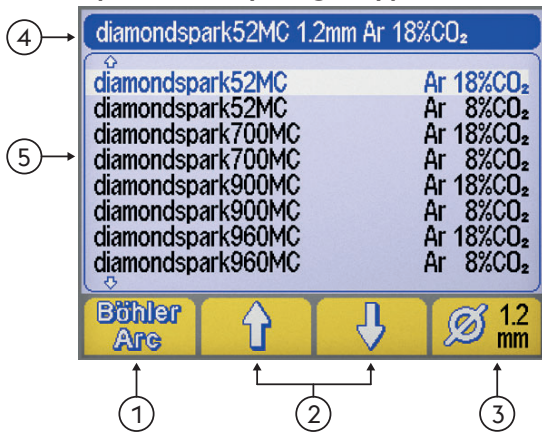 ④ diamondspark52MC 1.2mm Ar 18%CO₂
diamondspark52MC Ar 18%CO₂
diamondspark52MC Ar 8%CO₂
diamondspark700MC Ar 18%CO₂
⑤ diamondspark700MC Ar 8%CO₂
diamondspark900MC Ar 18%CO₂
diamondspark900MC Ar 8%CO₂
diamondspark960MC Ar 18%CO₂
diamondspark960MC Ar 8%CO₂
Böhler Arc
1.2 mm
① ② ③